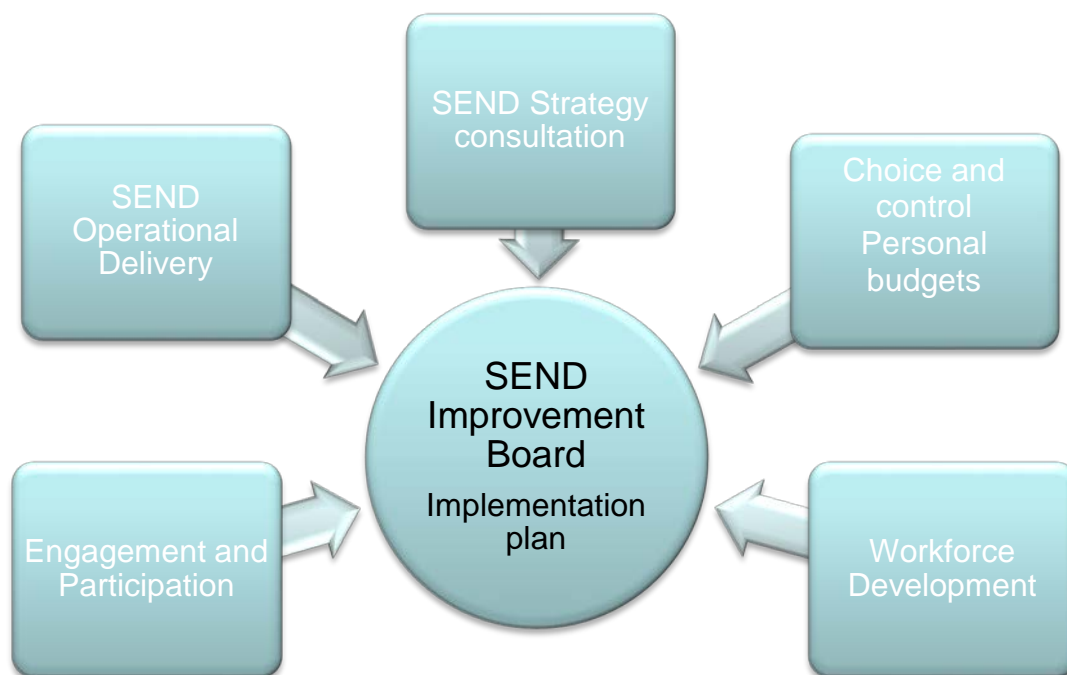 SEND Strategy
consultation
SEND
Operational
Delivery
Choice and
control
Personal
budgets
SEND
Improvement
Board
Implementation
plan
Engagement and
Participation
Workforce
Development